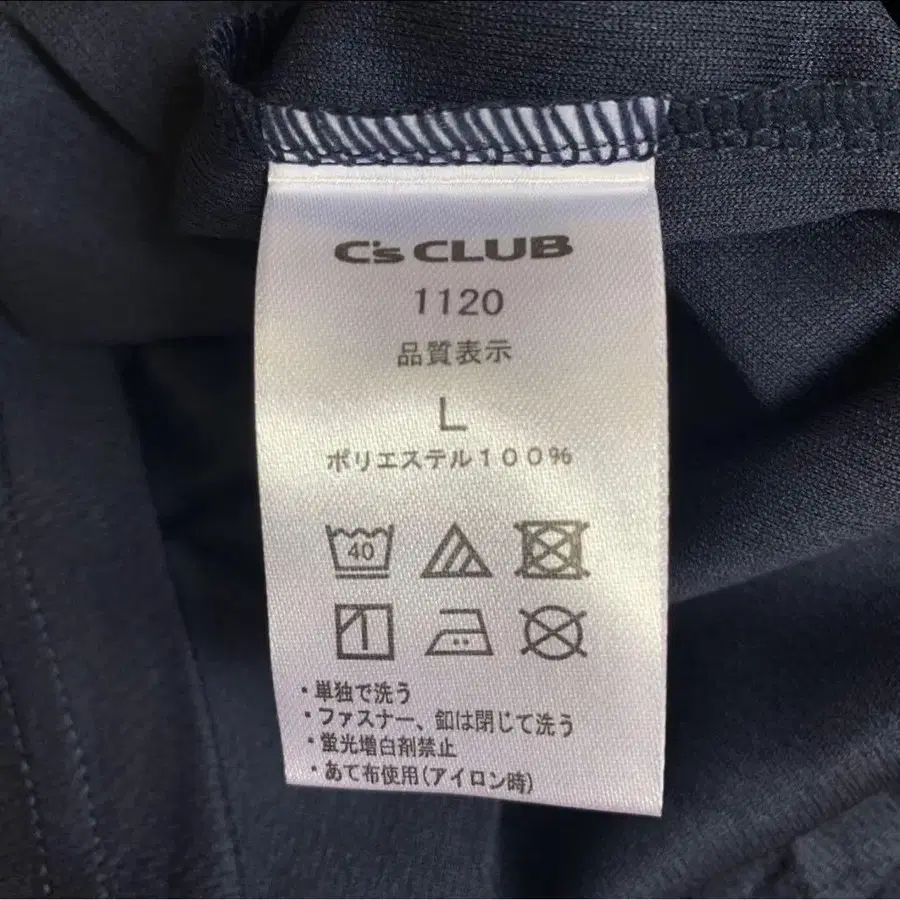 C's CLUB
1120
品質表示
L
ポリエステル100%
40
・単独で洗う
・ファスナー、釦は閉じて洗う
・蛍光増白剤禁止
・あて布使用(アイロン時)